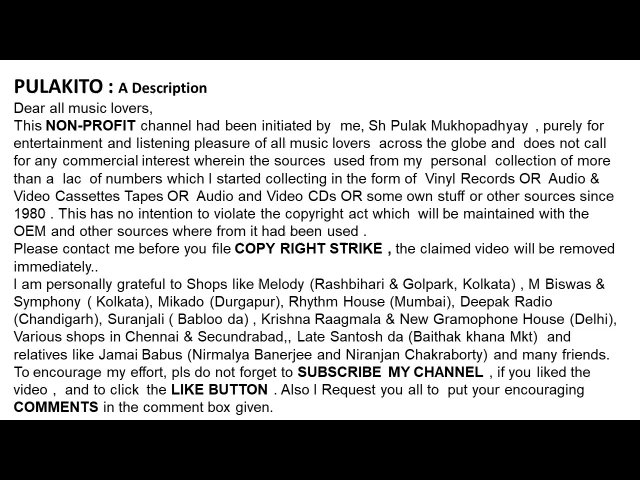 PULAKITO : A Description
Dear all music lovers,
This NON-PROFIT channel had been initiated by me, Sh Pulak Mukhopadhyay , purely for
entertainment and listening pleasure of all music lovers across the globe and does not call
for any commercial interest wherein the sources used from my personal collection of more
than a lac of numbers which I started collecting in the form of Vinyl Records OR Audio &
Video Cassettes Tapes OR Audio and Video CDs OR some own stuff or other sources since
1980 . This has no intention to violate the copyright act which will be maintained with the
OEM and other sources where from it had been used .
Please contact me before you file COPY RIGHT STRIKE , the claimed video will be removed
immediately..
I am personally grateful to Shops like Melody (Rashbihari & Golpark, Kolkata) , M Biswas &
Symphony ( Kolkata), Mikado (Durgapur), Rhythm House (Mumbai), Deepak Radio
(Chandigarh), Suranjali ( Babloo da) , Krishna Raagmala & New Gramophone House (Delhi),
Various shops in Chennai & Secundrabad,, Late Santosh da (Baithak khana Mkt) and
relatives like Jamai Babus (Nirmalya Banerjee and Niranjan Chakraborty) and many friends.
To encourage my effort, pls do not forget to SUBSCRIBE MY CHANNEL , if you liked the
video , and to click the LIKE BUTTON . Also I Request you all to put your encouraging
COMMENTS in the comment box given.